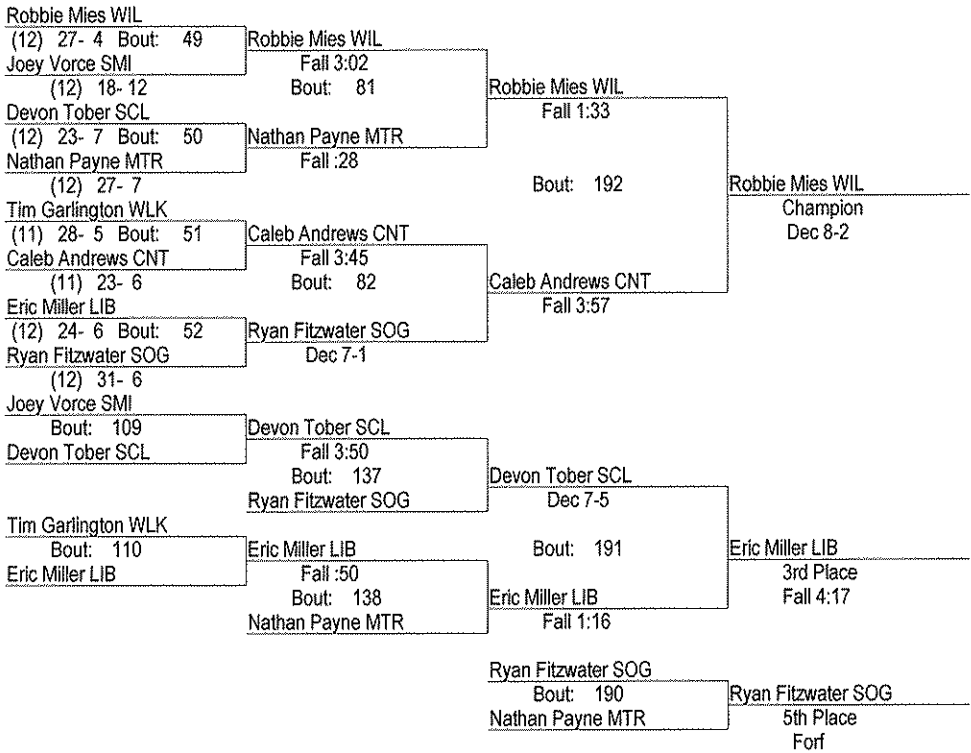 Robbie Mies WIL
(12) 27- 4 Bout: 49
Joey Vorce SMI
(12) 18- 12
Devon Tober SCL
(12) 23- 7 Bout: 50
Nathan Payne MTR
(12) 27- 7
Tim Garlington WLK
(11) 28- 5 Bout: 51
Caleb Andrews CNT
(11) 23- 6
Eric Miller LIB
(12) 24- 6 Bout: 52
Ryan Fitzwater SOG
(12) 31- 6
Joey Vorce SMI
Bout: 109
Devon Tober SCL
Tim Garlington WLK
Bout: 110
Eric Miller LIB
Robbie Mies WIL
Fall 3:02
Bout: 81
Nathan Payne MTR
Fall :28
Caleb Andrews CNT
Fall 3:45
Bout: 82
Ryan Fitzwater SOG
Dec 7-1
Devon Tober SCL
Fall 3:50
Bout: 137
Ryan Fitzwater SOG
Eric Miller LIB
Fall :50
Bout: 138
Nathan Payne MTR
Robbie Mies WIL
Fall 1:33
Bout: 192
Caleb Andrews CNT
Fall 3:57
Devon Tober SCL
Dec 7-5
Bout: 191
Eric Miller LIB
Fall 1:16
Ryan Fitzwater SOG
Bout: 190
Nathan Payne MTR
Robbie Mies WIL
Champion
Dec 8-2
Eric Miller LIB
3rd Place
Fall 4:17
Ryan Fitzwater SOG
5th Place
Forf